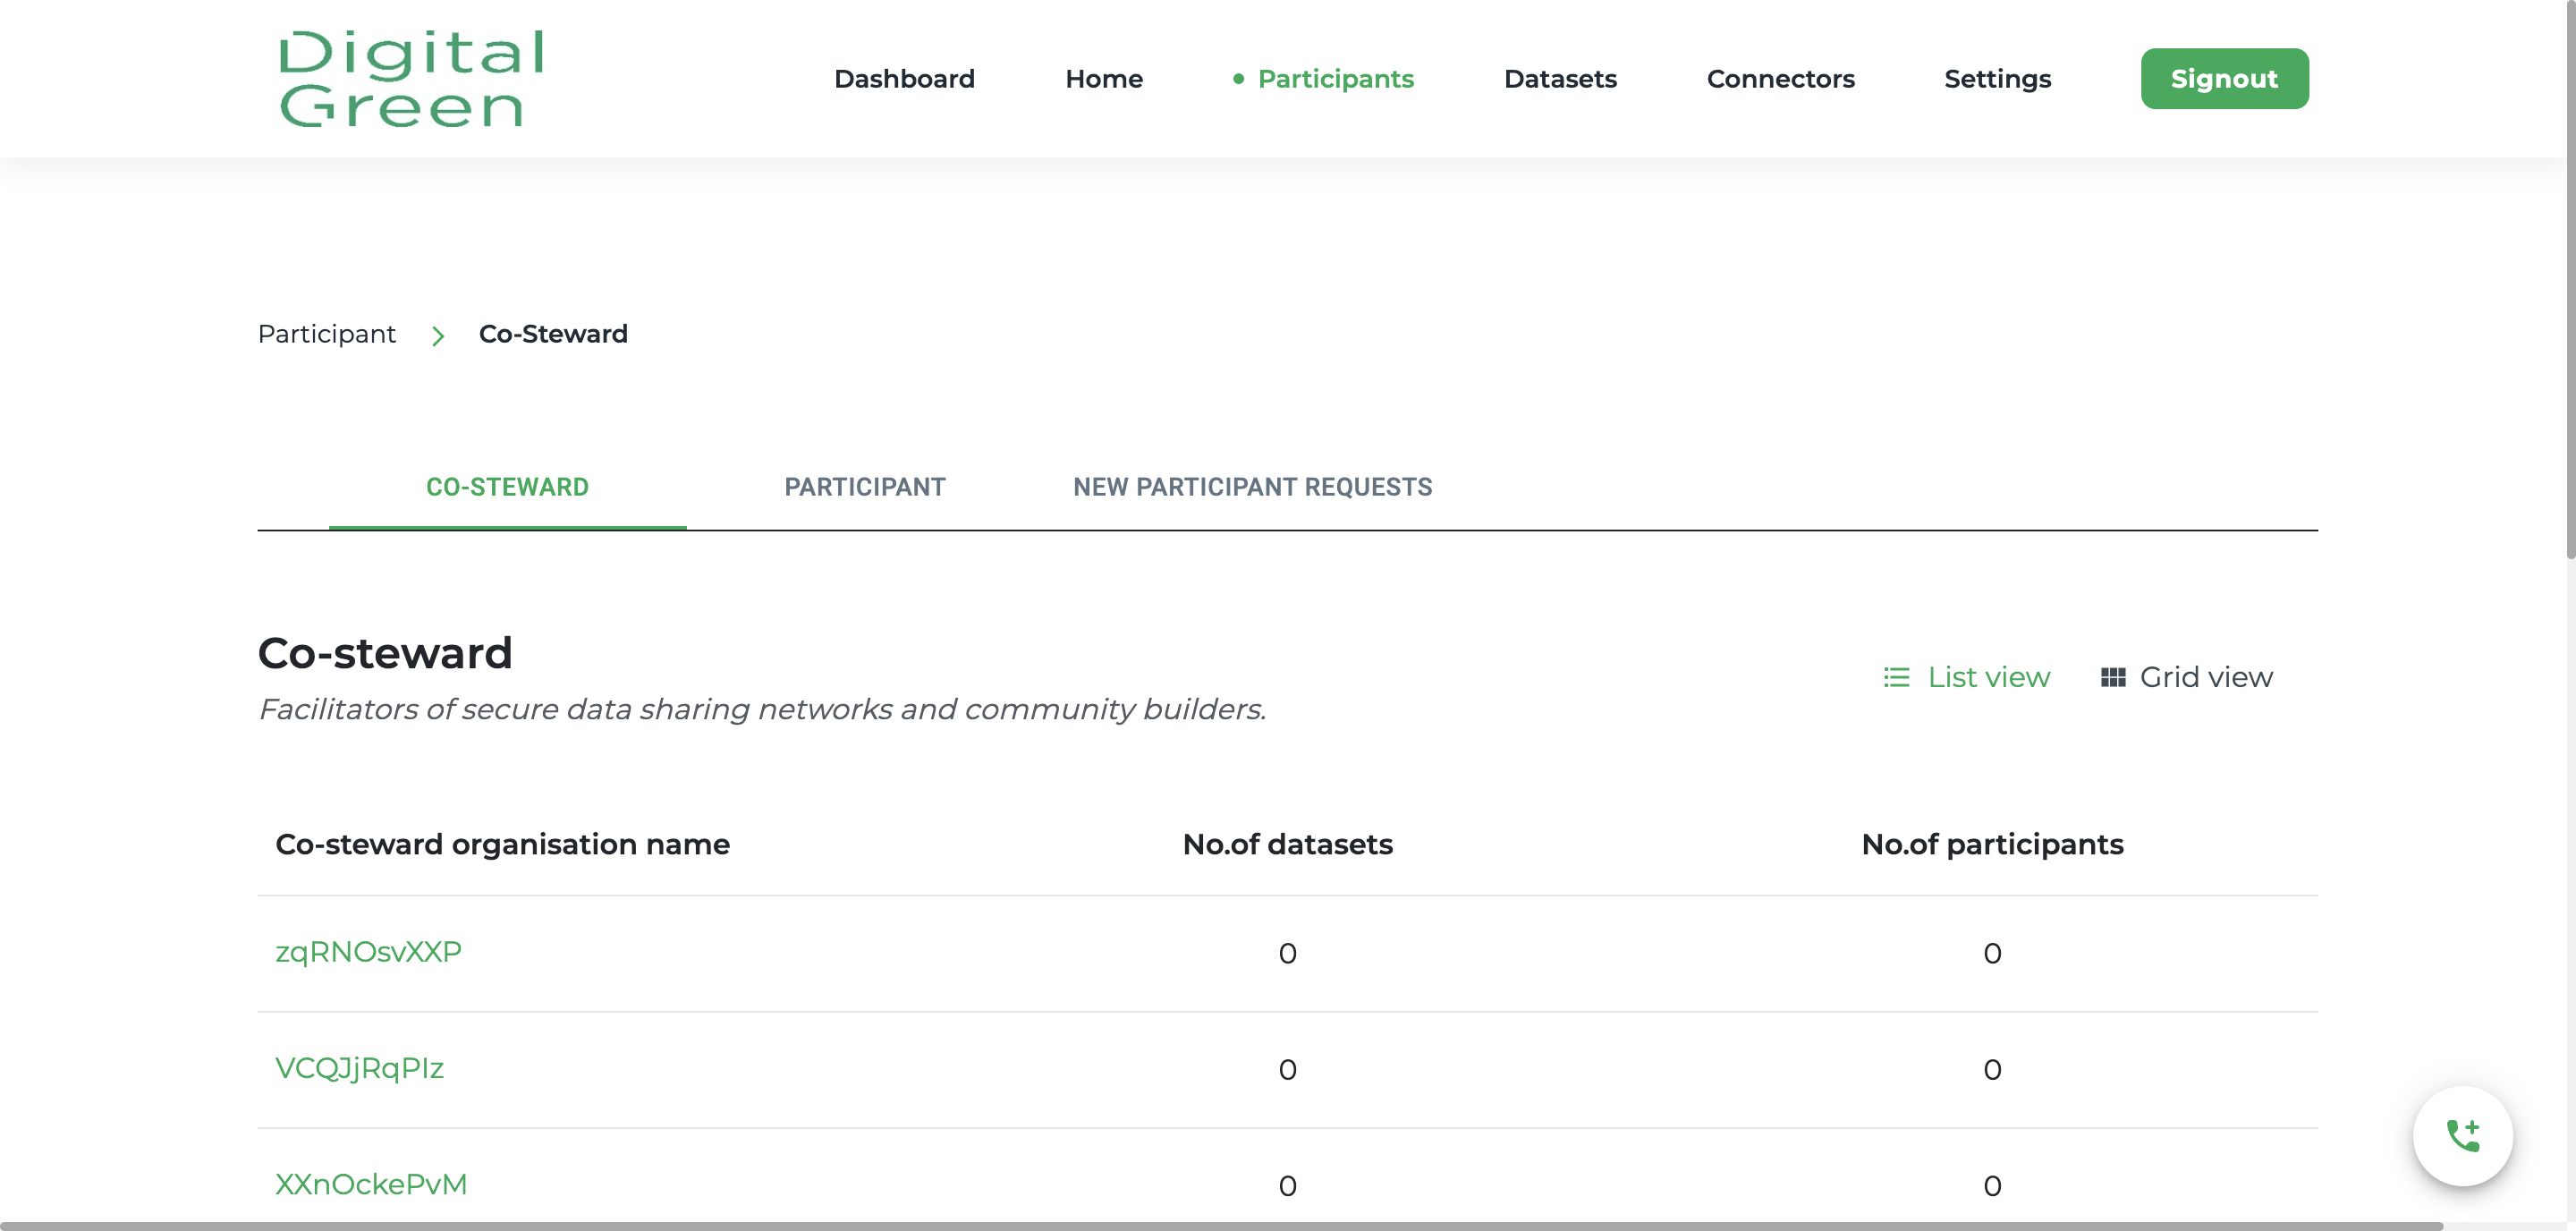 Digital
Green
Dashboard Home Participants Datasets Connectors Settings Signout
Participant Co-Steward
CO-STEWARD PARTICIPANT NEW PARTICIPANT REQUESTS
Co-steward
Facilitators of secure data sharing networks and community builders.
List view Grid view
Co-steward organisation name No.of datasets No.of participants
zqRNOsvXXP 0 0
VCQJjRqPIz 0 0
XXnOckePvM 0 0